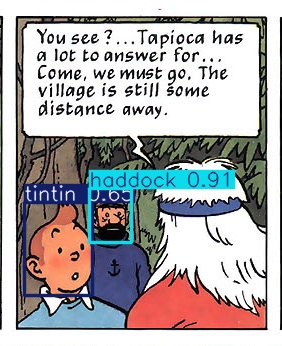 You see?...Tapioca has
a lot to answer for...
Come, we must go. The
village is still some
distance away.
haddock 0.91
tintin 0.65